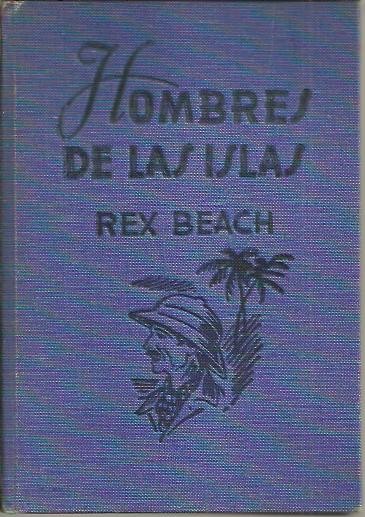 HOMBRES
DE LAS ISLAS
REX BEACH